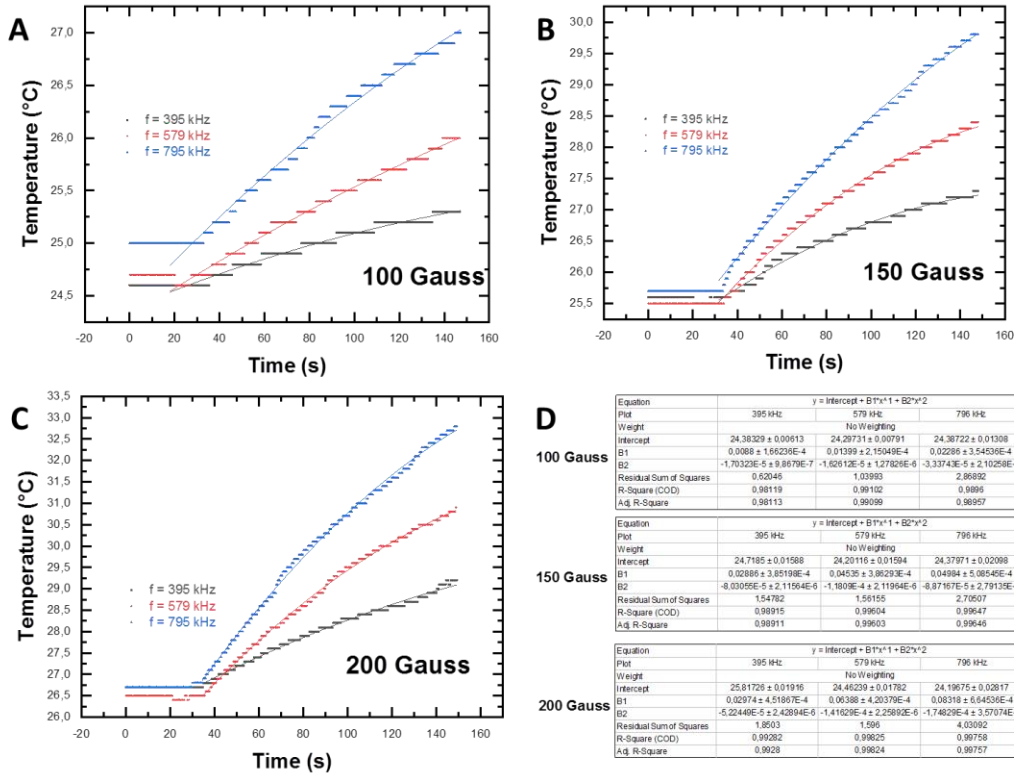 A
27,0
26,5
26,0
25,5
25,0
24,5
Temperature (°C)
f = 395 kHz
f = 579 kHz
f = 795 kHz
100 Gauss
-20 0 20 40 60 80 100 120 140 160
Time (s)
B
30,0
29,5
29,0
28,5
28,0
27,5
27,0
26,5
26,0
25,5
Temperature (°C)
f = 395 kHz
f = 579 kHz
f = 795 kHz
150 Gauss
-20 0 20 40 60 80 100 120 140 160
Time (s)
C
33,5
33,0
32,5
32,0
31,5
31,0
30,5
30,0
29,5
29,0
28,5
28,0
27,5
27,0
26,5
26,0
Temperature (°C)
f = 395 kHz
f = 579 kHz
f = 795 kHz
200 Gauss
-20 0 20 40 60 80 100 120 140 160
Time (s)
D
100 Gauss
Equation y = Intercept + B1*x^1 + B2*x^2
Plot 395 kHz 579 kHz 796 kHz
Weight No Weighting
Intercept 24,38329 ± 0,00613 24,29731 ± 0,00791 24,38722 ± 0,01308
B1 0,0088 ± 1,66236E-4 0,01399 ± 2,15049E-4 0,02286 ± 3,54536E-4
B2 -1,70323E-5 ± 9,8679E-7 -1,62612E-5 ± 1,27826E-6 -3,33743E-5 ± 2,10258E-
Residual Sum of Squares 0,62046 1,03993 2,86892
R-Square (COD) 0,98119 0,99102 0,9896
Adj. R-Square 0,98113 0,99099 0,98957
150 Gauss
Equation y = Intercept + B1*x^1 + B2*x^2
Plot 395 kHz 579 kHz 796 kHz
Weight No Weighting
Intercept 24,7185 ± 0,01588 24,20116 ± 0,01594 24,37971 ± 0,02098
B1 0,02886 ± 3,85198E-4 0,04535 ± 3,86293E-4 0,04984 ± 5,08545E-4
B2 -8,03055E-5 ± 2,11564E-6 -1,1809E-4 ± 2,11964E-6 -8,87167E-5 ± 2,79135E-
Residual Sum of Squares 1,54782 1,56155 2,70507
R-Square (COD) 0,98915 0,99604 0,99647
Adj. R-Square 0,98911 0,99603 0,99646
200 Gauss
Equation y = Intercept + B1*x^1 + B2*x^2
Plot 395 kHz 579 kHz 796 kHz
Weight No Weighting
Intercept 25,81726 ± 0,01916 24,46239 ± 0,01782 24,19675 ± 0,02817
B1 0,02974 ± 4,51867E-4 0,06388 ± 4,20379E-4 0,08318 ± 6,64536E-4
B2 -5,22449E-5 ± 2,42894E-6 -1,41629E-4 ± 2,25892E-6 -1,74829E-4 ± 3,57074E-
Residual Sum of Squares 1,8503 1,596 4,03092
R-Square (COD) 0,99282 0,99825 0,99758
Adj. R-Square 0,9928 0,99824 0,99757